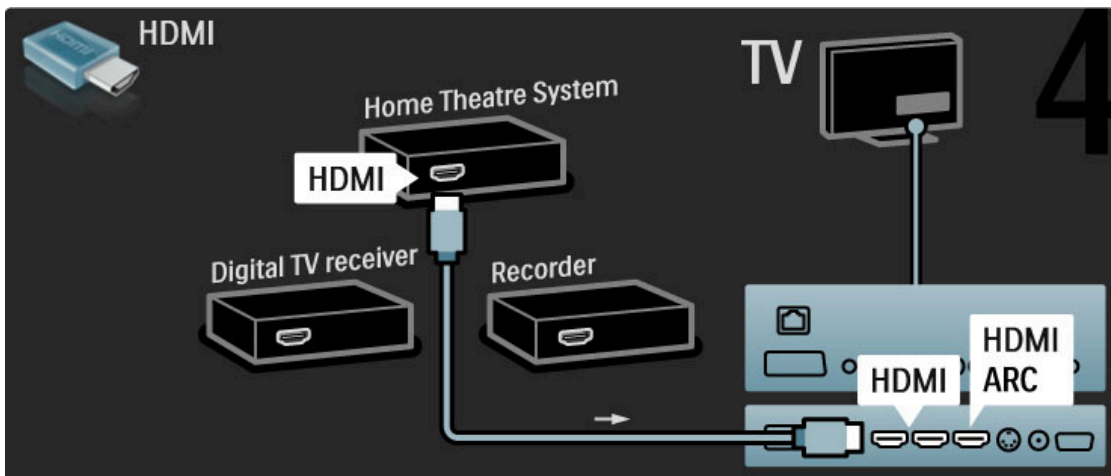 HDMI
TV
4
Home Theatre System
HDMI
Digital TV receiver
Recorder
HDMI
HDMI
ARC